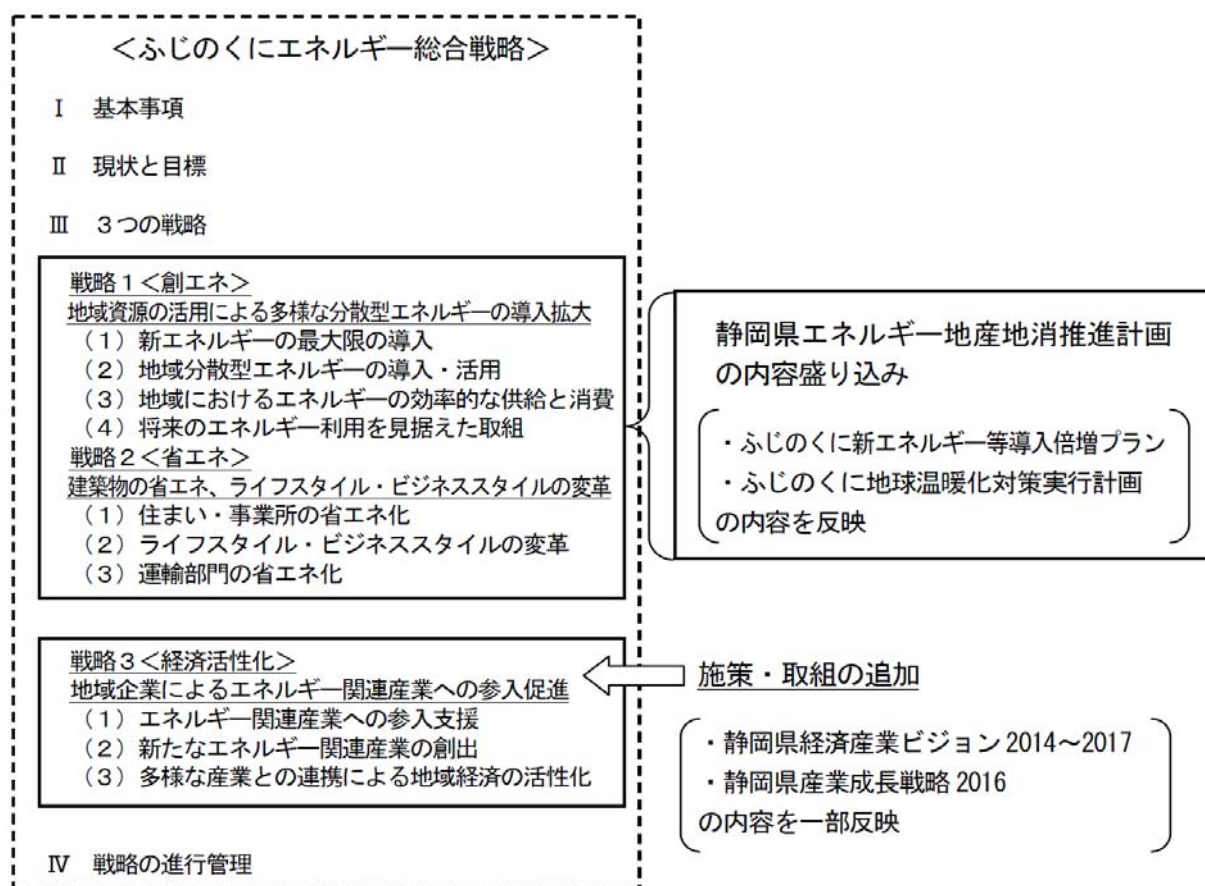 ＜ふじのくにエネルギー総合戦略＞
Ⅰ 基本事項
Ⅱ 現状と目標
Ⅲ ３つの戦略
戦略１＜創エネ＞
地域資源の活用による多様な分散型エネルギーの導入拡大
（１）新エネルギーの最大限の導入
（２）地域分散型エネルギーの導入・活用
（３）地域におけるエネルギーの効率的な供給と消費
（４）将来のエネルギー利用を見据えた取組
戦略２＜省エネ＞
建築物の省エネ、ライフスタイル・ビジネススタイルの変革
（１）住まい・事業所の省エネ化
（２）ライフスタイル・ビジネススタイルの変革
（３）運輸部門の省エネ化
静岡県エネルギー地産地消推進計画
の内容盛り込み
・ふじのくに新エネルギー等導入倍増プラン
・ふじのくに地球温暖化対策実行計画
の内容を反映
戦略３＜経済活性化＞
地域企業によるエネルギー関連産業への参入促進
（１）エネルギー関連産業への参入支援
（２）新たなエネルギー関連産業の創出
（３）多様な産業との連携による地域経済の活性化
施策・取組の追加
・静岡県経済産業ビジョン 2014～2017
・静岡県産業成長戦略 2016
の内容を一部反映
Ⅳ 戦略の進行管理